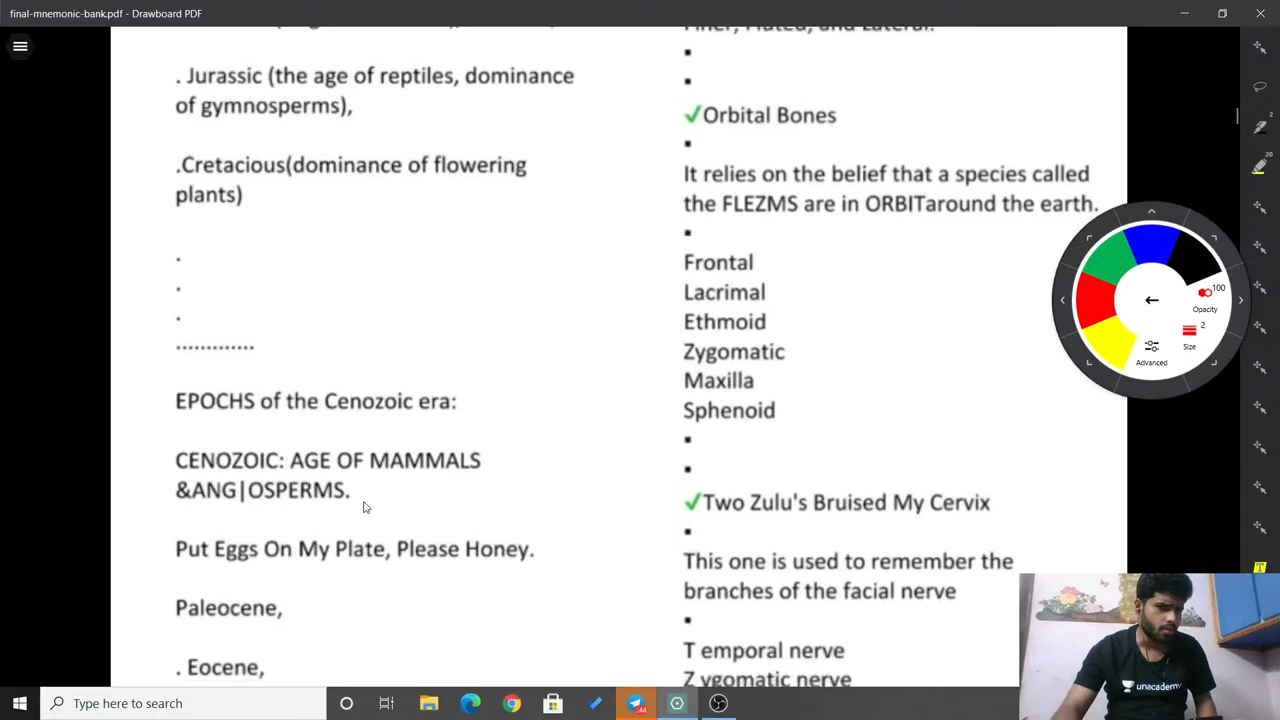 final-mnemonic-bank.pdf - Drawboard PDF
. Jurassic (the age of reptiles, dominance
of gymnosperms),
.Cretacious(dominance of flowering
plants)
.
.
.
.............
EPOCHS of the Cenozoic era:
CENOZOIC: AGE OF MAMMALS
&ANG|OSPERMS.
Put Eggs On My Plate, Please Honey.
Paleocene,
. Eocene,
✓Orbital Bones
It relies on the belief that a species called
the FLEZMS are in ORBITaround the earth.
Frontal
Lacrimal
Ethmoid
Zygomatic
Maxilla
Sphenoid
✓Two Zulu's Bruised My Cervix
This one is used to remember the
branches of the facial nerve
T emporal nerve
Z ygomatic nerve
2
20
100
Opacity
2
Size
Advanced
T
unacademy
Type here to search
44